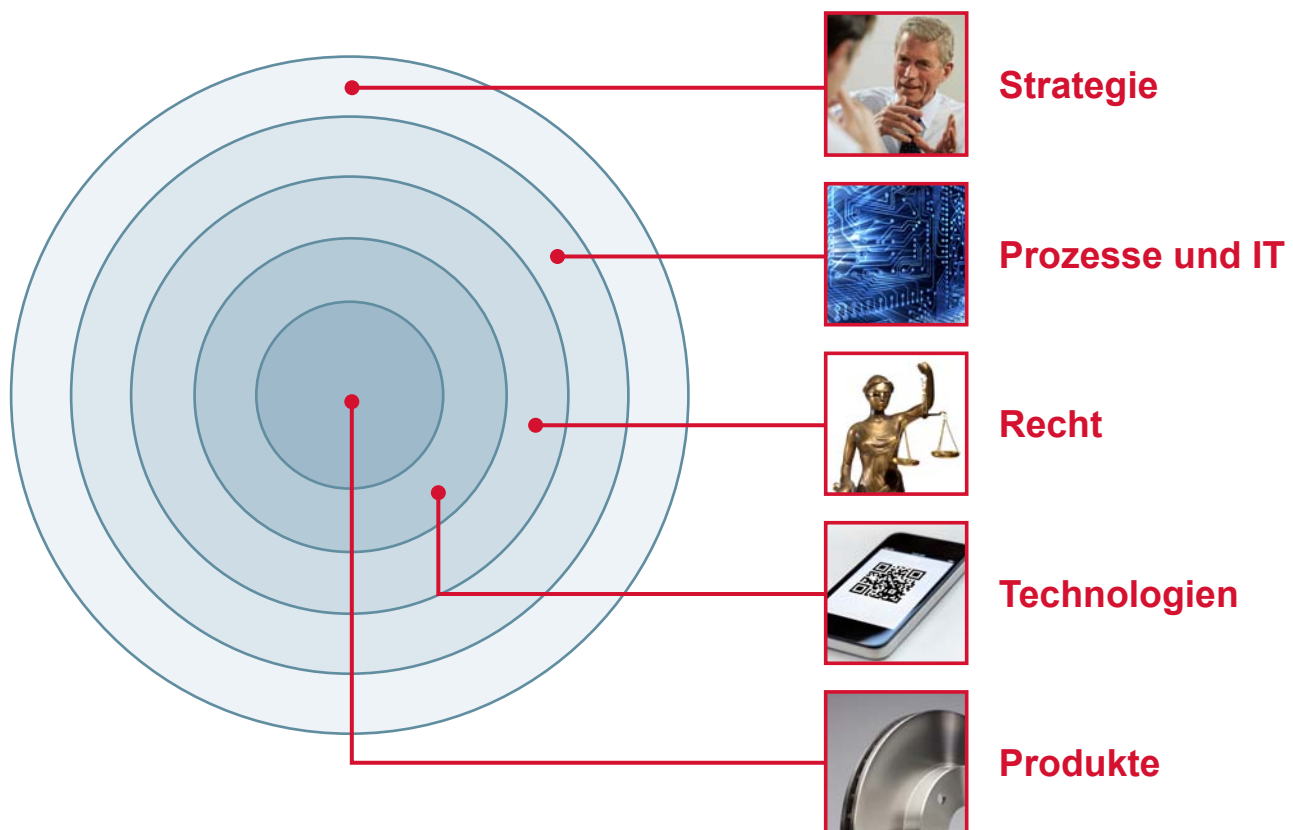 Strategie
Prozesse und IT
Recht
Technologien
Produkte